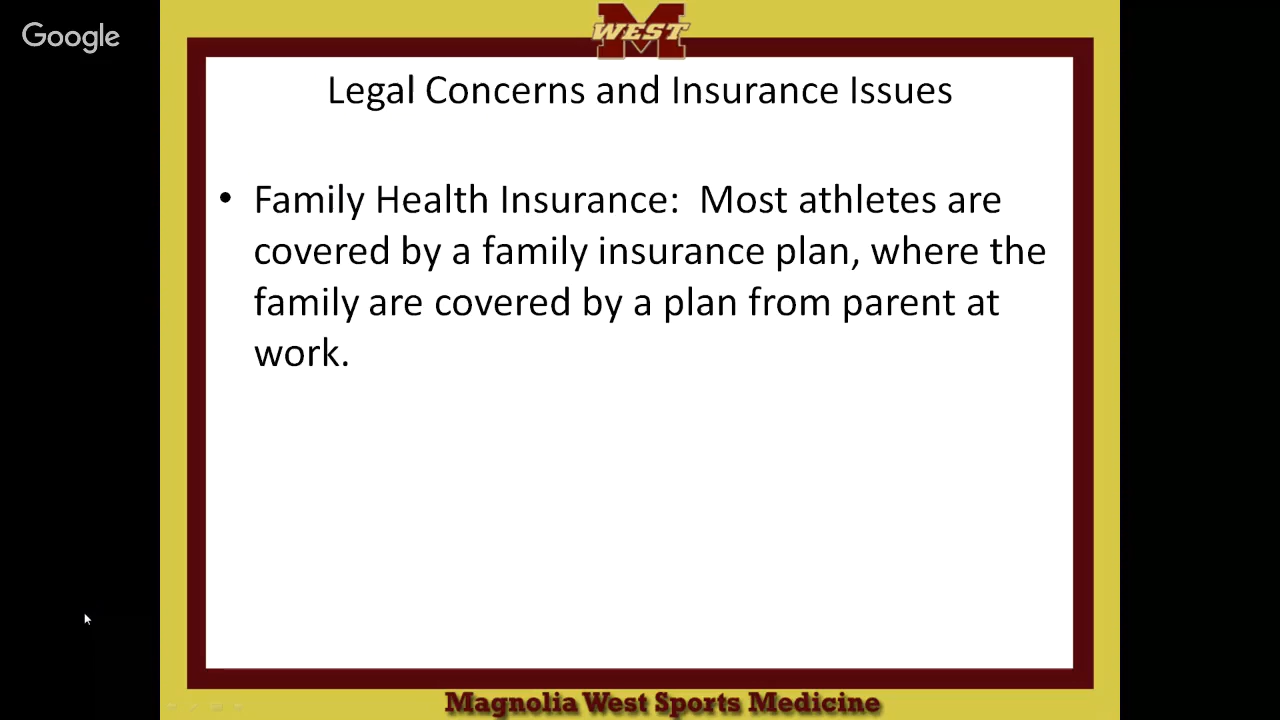 Google
M
WEST
Legal Concerns and Insurance Issues
• Family Health Insurance:  Most athletes are
covered by a family insurance plan, where the
family are covered by a plan from parent at
work.
Magnolia West Sports Medicine